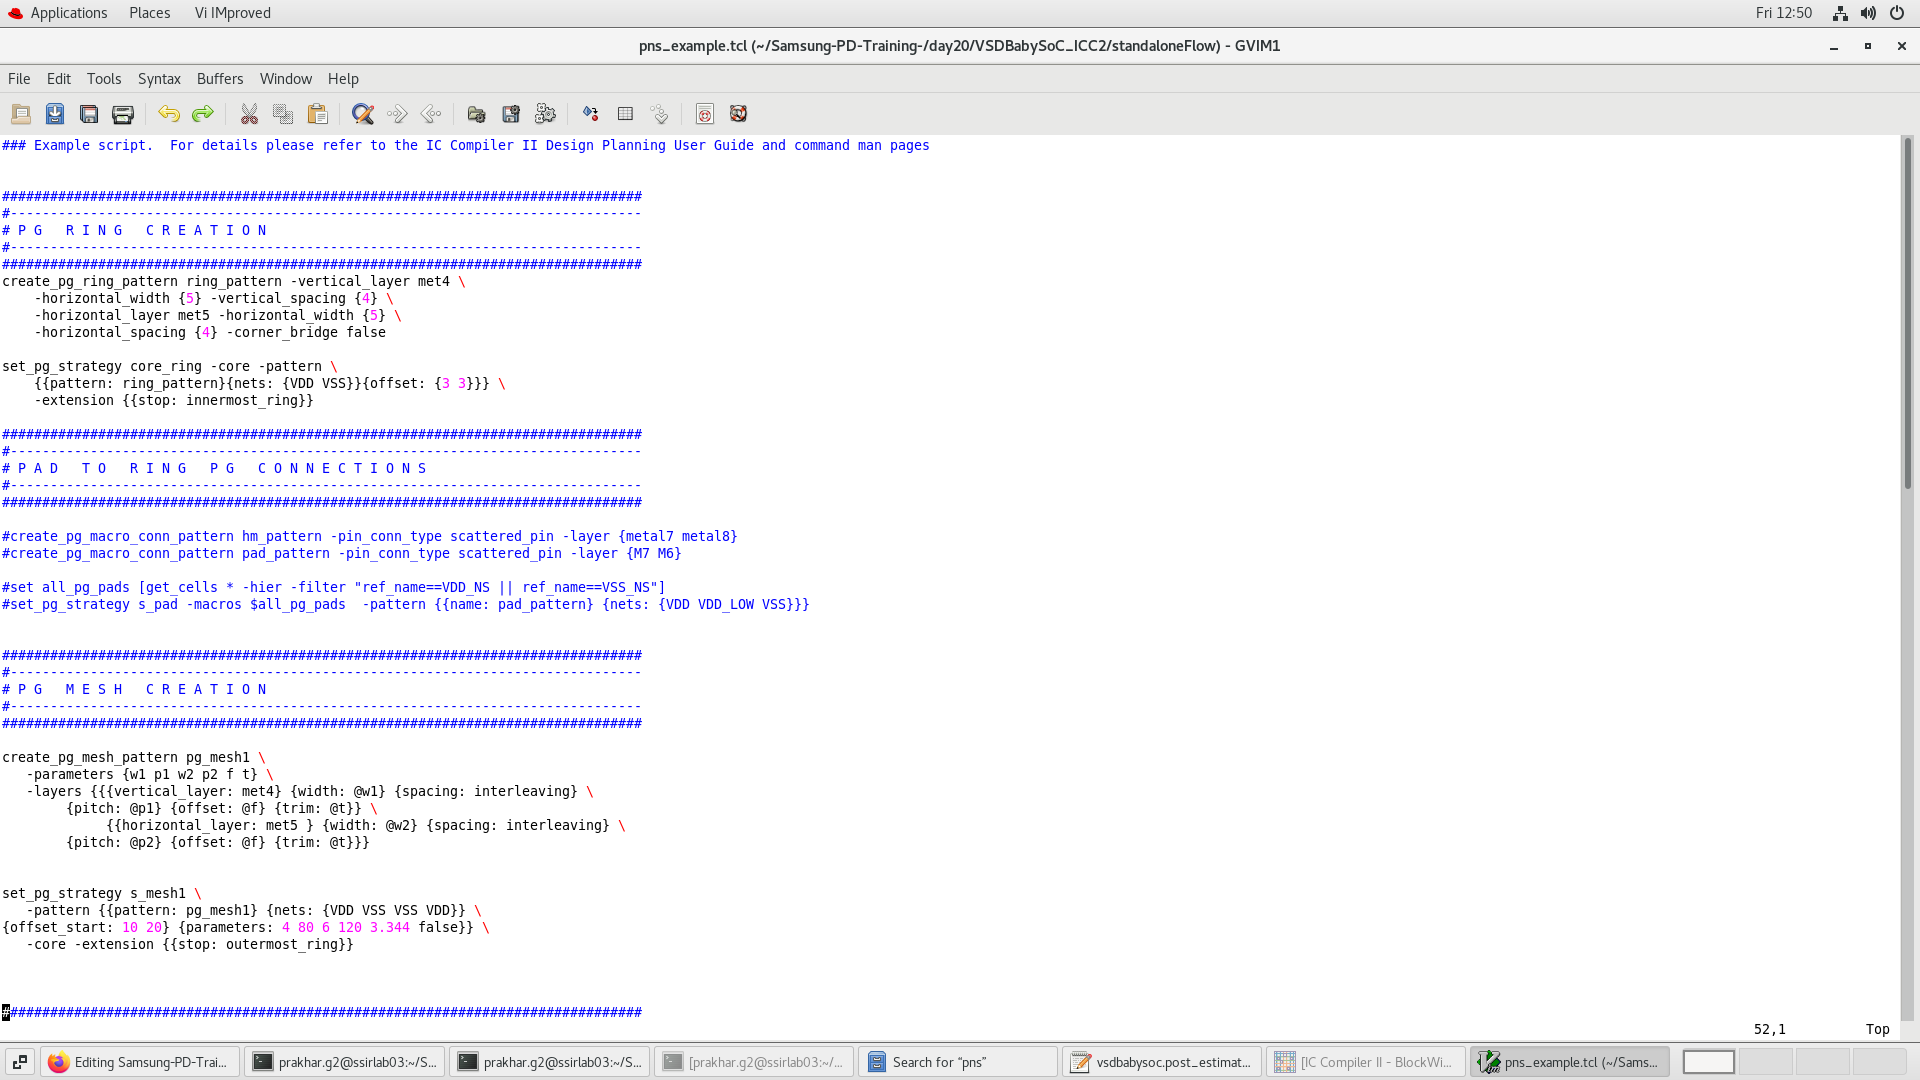 Applications Places Vi IMproved Fri 12:50
pns_example.tcl (~/Samsung-PD-Training-/day20/VSDBabySoC_ICC2/standaloneFlow) - GVIM1
File Edit Tools Syntax Buffers Window Help
### Example script.  For details please refer to the IC Compiler II Design Planning User Guide and command man pages
################################################################################
#-------------------------------------------------------------------------------
# P G   R I N G   C R E A T I O N
#-------------------------------------------------------------------------------
################################################################################
create_pg_ring_pattern ring_pattern -vertical_layer met4 \
    -horizontal_width {5} -vertical_spacing {4} \
    -horizontal_layer met5 -horizontal_width {5} \
    -horizontal_spacing {4} -corner_bridge false
set_pg_strategy core_ring -core -pattern \
    {{pattern: ring_pattern}{nets: {VDD VSS}}{offset: {3 3}}} \
    -extension {{stop: innermost_ring}}
################################################################################
#-------------------------------------------------------------------------------
# P A D   T O   R I N G   P G   C O N N E C T I O N S
#-------------------------------------------------------------------------------
################################################################################
#create_pg_macro_conn_pattern hm_pattern -pin_conn_type scattered_pin -layer {metal7 metal8}
#create_pg_macro_conn_pattern pad_pattern -pin_conn_type scattered_pin -layer {M7 M6}
#set all_pg_pads [get_cells * -hier -filter "ref_name==VDD_NS || ref_name==VSS_NS"]
#set_pg_strategy s_pad -macros $all_pg_pads  -pattern {{name: pad_pattern} {nets: {VDD VDD_LOW VSS}}}
################################################################################
#-------------------------------------------------------------------------------
# P G   M E S H   C R E A T I O N
#-------------------------------------------------------------------------------
################################################################################
create_pg_mesh_pattern pg_mesh1 \
   -parameters {w1 p1 w2 p2 f t} \
   -layers {{{vertical_layer: met4} {width: @w1} {spacing: interleaving} \
        {pitch: @p1} {offset: @f} {trim: @t}} \
             {{horizontal_layer: met5 } {width: @w2} {spacing: interleaving} \
        {pitch: @p2} {offset: @f} {trim: @t}}}
set_pg_strategy s_mesh1 \
   -pattern {{pattern: pg_mesh1} {nets: {VDD VSS VSS VDD}} \
{offset_start: 10 20} {parameters: 4 80 6 120 3.344 false}} \
   -core -extension {{stop: outermost_ring}}
################################################################################
52,1 Top
Editing Samsung-PD-Trai... prakhar.g2@ssirlab03:~/S... prakhar.g2@ssirlab03:~/S... [prakhar.g2@ssirlab03:~/... Search for “pns” vsdbabysoc.post_estimat... [IC Compiler II - BlockWi... pns_example.tcl (~/Sams...